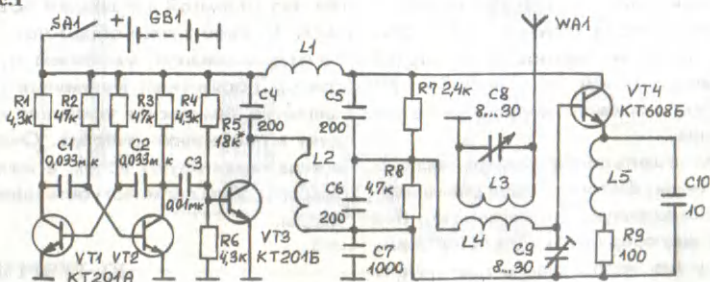 SA1 + GB1 WA1
L1
R4 4,3к
R2 47к
R3 47к
R4 4,3к
C4 200
C5 200
R7 2,4к
C8 8...30
VT4 КТ608Б
R5 18к
C1 0,033мк
C2 0,033мк
C3 0,01мк
L2
R8 4,7к
L3
L5
C10 10
C6 200
R6 4,3к
VT3 КТ201Б
L4
C9 8...30
R9 100
VT1 VT2 КТ201А
C7 1000